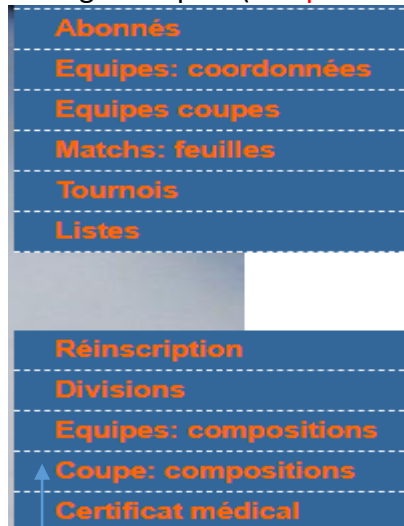 Abonnés
Equipes: coordonnées
Equipes coupes
Matchs: feuilles
Tournois
Listes
Réinscription
Divisions
Equipes: compositions
Coupe: compositions
Certificat médical